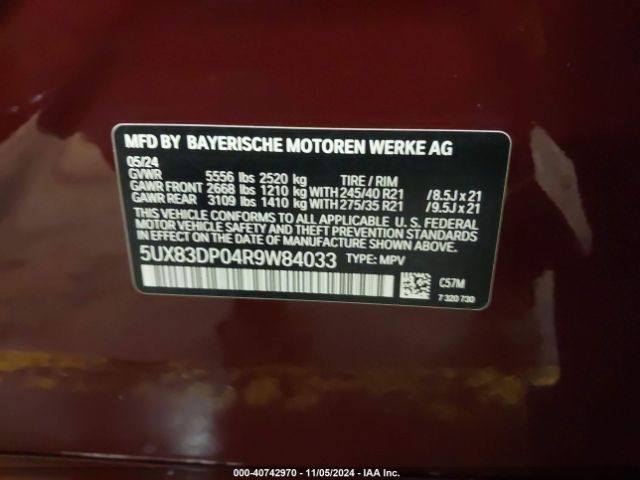 MFD BY BAYERISCHE MOTOREN WERKE AG
05/24
GVWR 5556 lbs 2520 kg TIRE / RIM
GAWR FRONT 2668 lbs 1210 kg WITH 245/40 R21 / 8.5J x 21
GAWR REAR 3109 lbs 1410 kg WITH 275/35 R21 / 9.5J x 21
THIS VEHICLE CONFORMS TO ALL APPLICABLE U. S. FEDERAL
MOTOR VEHICLE SAFETY AND THEFT PREVENTION STANDARDS
IN EFFECT ON THE DATE OF MANUFACTURE SHOWN ABOVE.
5UX83DP04R9W84033 TYPE: MPV
C57M
7 320 730
000-40742970 - 11/05/2024 - IAA, Inc.